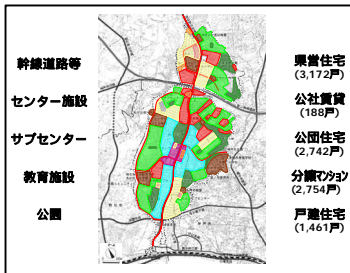 幹線道路等
センター施設
サブセンター
教育施設
公園
県営住宅
(3,172戸)
公社賃貸
(188戸)
公団住宅
(2,742戸)
分譲マンション
(2,754戸)
戸建住宅
(1,461戸)